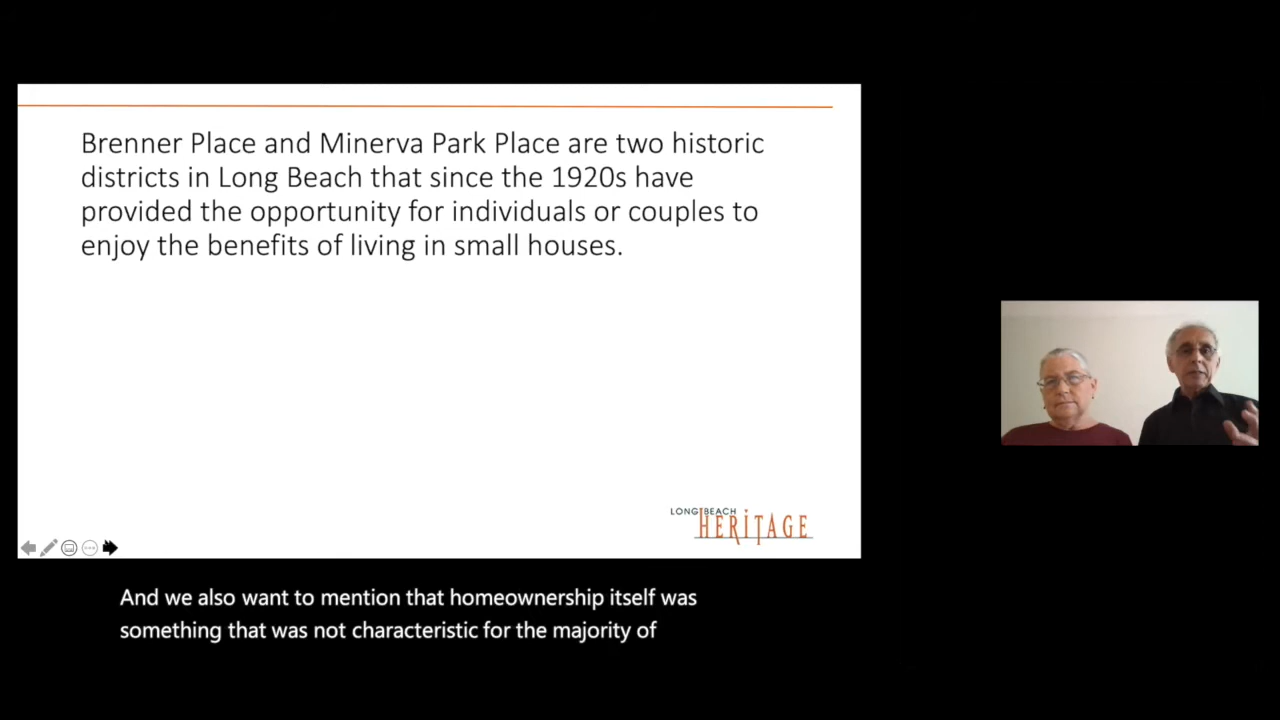 Brenner Place and Minerva Park Place are two historic
districts in Long Beach that since the 1920s have
provided the opportunity for individuals or couples to
enjoy the benefits of living in small houses.
LONG BEACH
HERITAGE
And we also want to mention that homeownership itself was
something that was not characteristic for the majority of